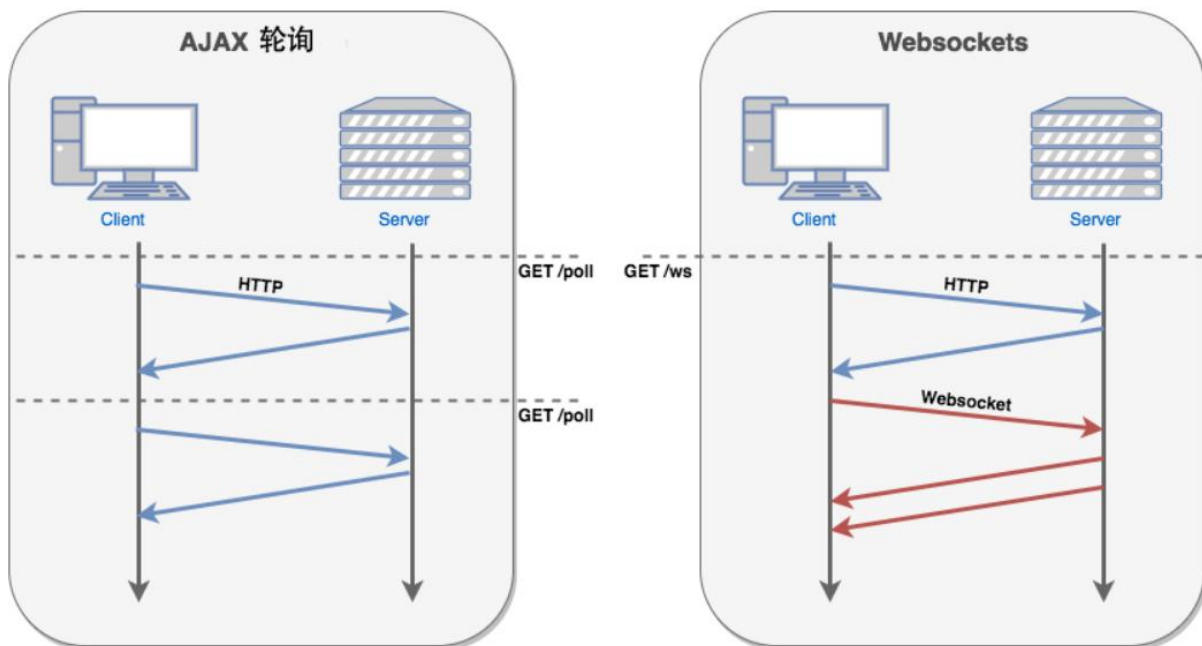 AJAX 轮询
Client
Server
GET /poll
HTTP
GET /poll
Websockets
Client
Server
GET /ws
HTTP
Websocket